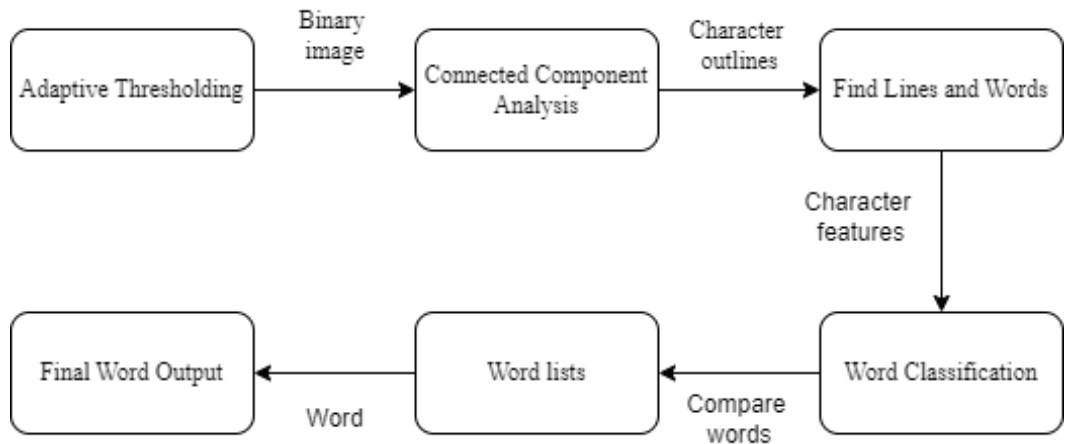 Binary
image
Character
outlines
Adaptive Thresholding
Connected Component
Analysis
Find Lines and Words
Character
features
Final Word Output
Word lists
Word Classification
Word
Compare
words